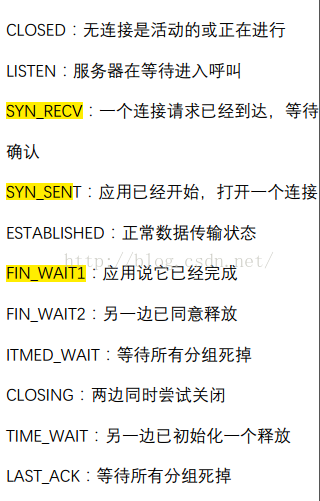 CLOSED：无连接是活动的或正在进行
LISTEN：服务器在等待进入呼叫
SYN_RECV：一个连接请求已经到达，等待
确认
SYN_SENT：应用已经开始，打开一个连接
ESTABLISHED：正常数据传输状态
http://blog.csdn.net/
FIN_WAIT1：应用说它已经完成
FIN_WAIT2：另一边已同意释放
ITMED_WAIT：等待所有分组死掉
CLOSING：两边同时尝试关闭
TIME_WAIT：另一边已初始化一个释放
LAST_ACK：等待所有分组死掉